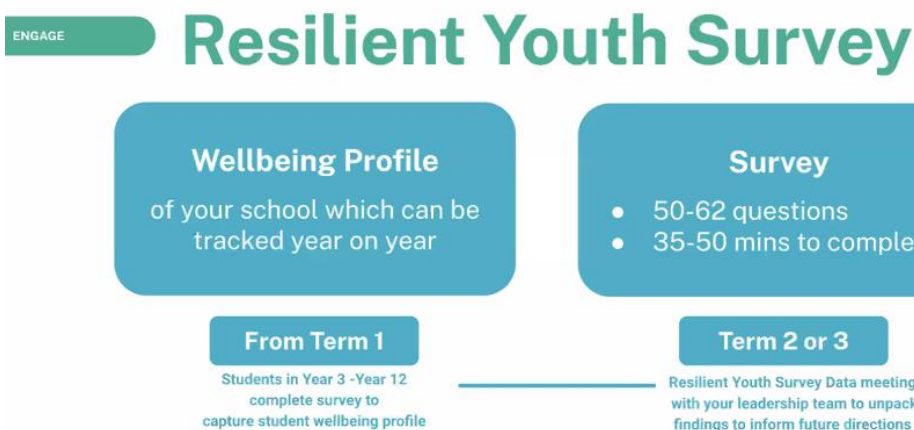 ENGAGE
Resilient Youth Survey
Wellbeing Profile
of your school which can be
tracked year on year
Survey
• 50-62 questions
• 35-50 mins to comple
From Term 1
Students in Year 3 -Year 12
complete survey to
capture student wellbeing profile
Term 2 or 3
Resilient Youth Survey Data meeting
with your leadership team to unpack
findings to inform future directions